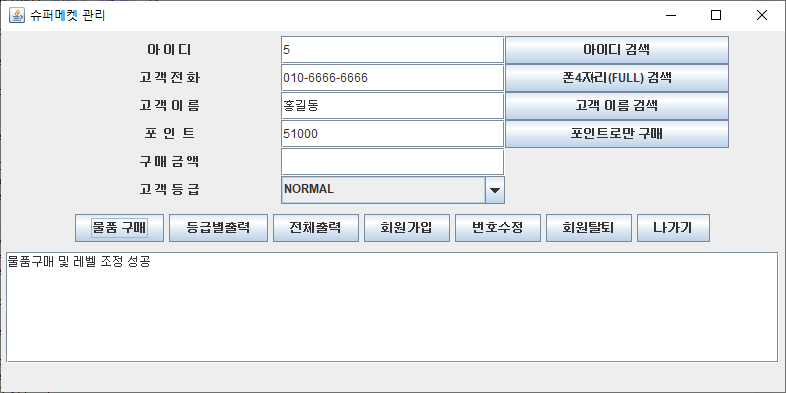 슈퍼메켓 관리
아 이 디 5 아이디 검색
고 객 전 화 010-6666-6666 폰4자리(FULL) 검색
고 객 이 름 홍길동 고객 이름 검색
포 인 트 51000 포인트로만 구매
구 매 금 액
고 객 등 급 NORMAL
물품 구매 등급별출력 전체출력 회원가입 번호수정 회원탈퇴 나가기
물품구매 및 레벨 조정 성공